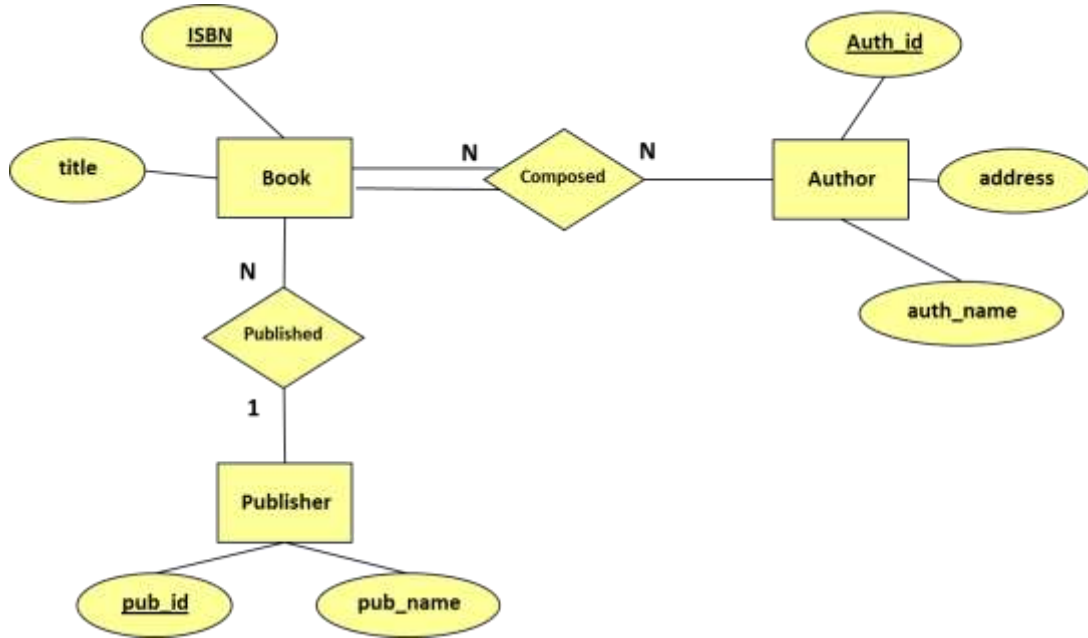 ISBN
Auth_id
title
Book
N
Composed
N
Author
address
N
auth_name
Published
1
Publisher
pub_id
pub_name